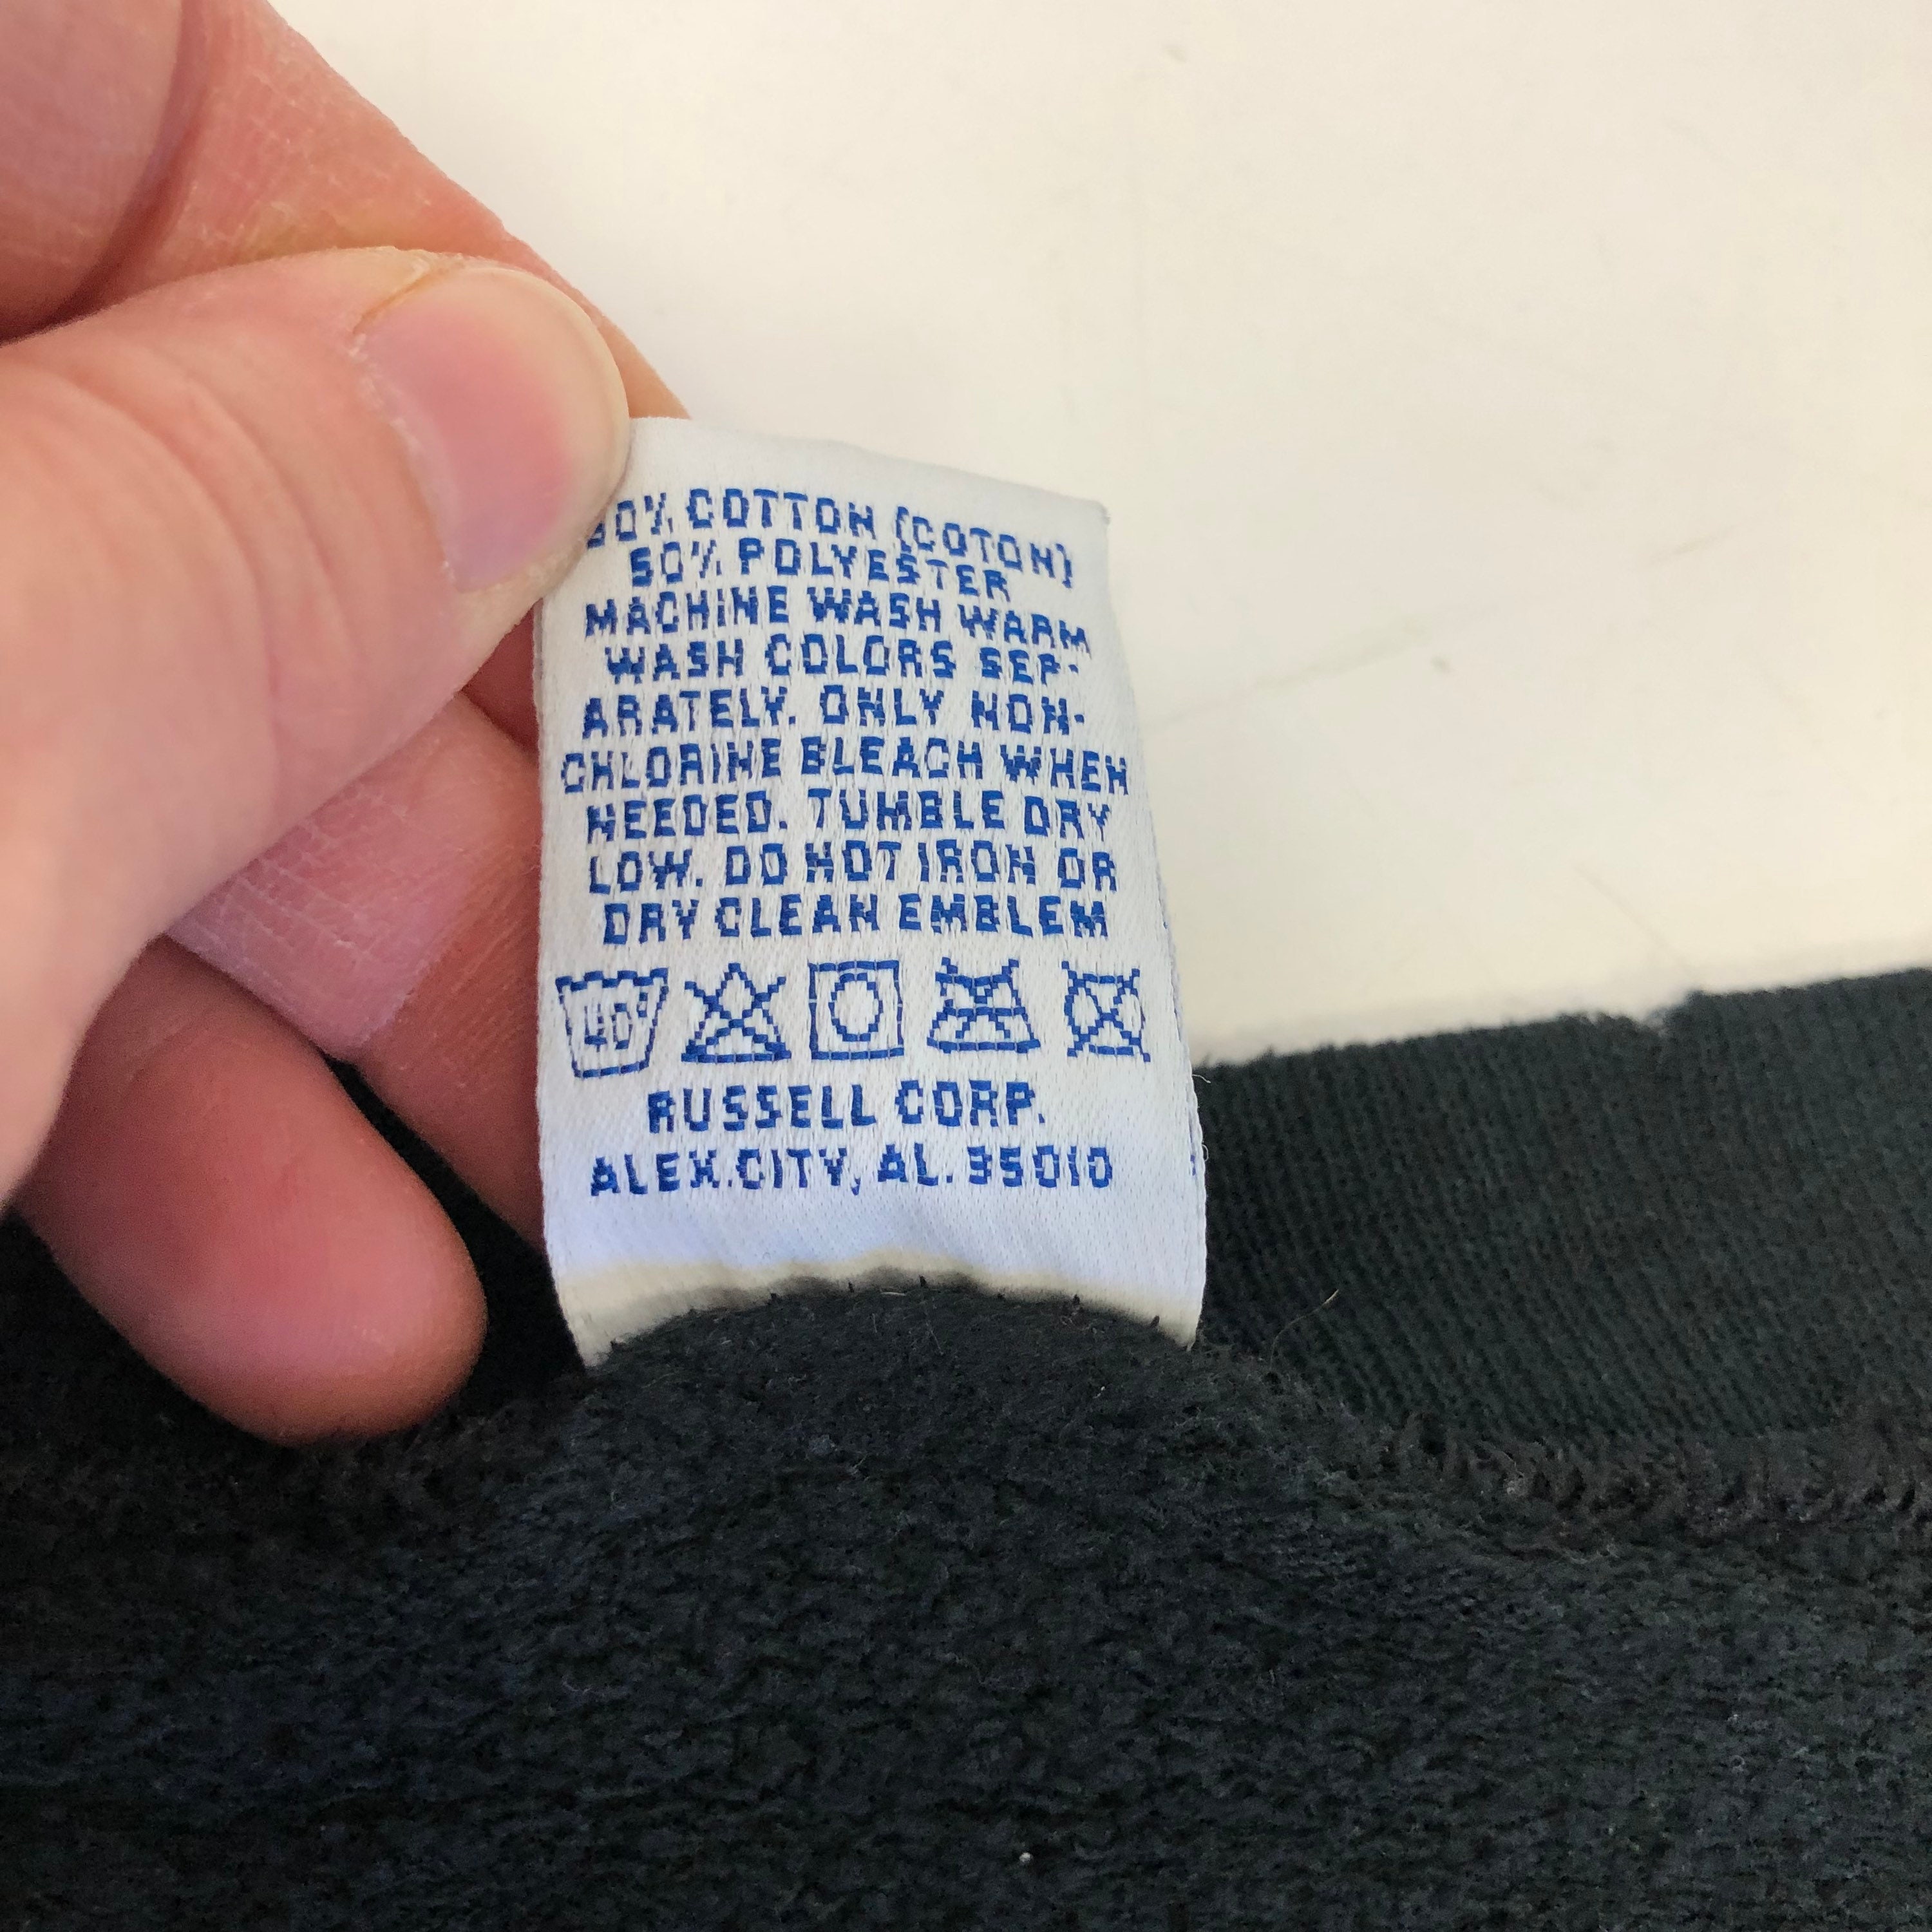 50% COTTON (COTON)
50% POLYESTER
MACHINE WASH WARM
WASH COLORS SEP-
ARATELY. ONLY NON-
CHLORINE BLEACH WHEN
NEEDED. TUMBLE DRY
LOW. DO NOT IRON OR
DRY CLEAN EMBLEM
40°
RUSSELL CORP.
ALEX.CITY, AL. 35010